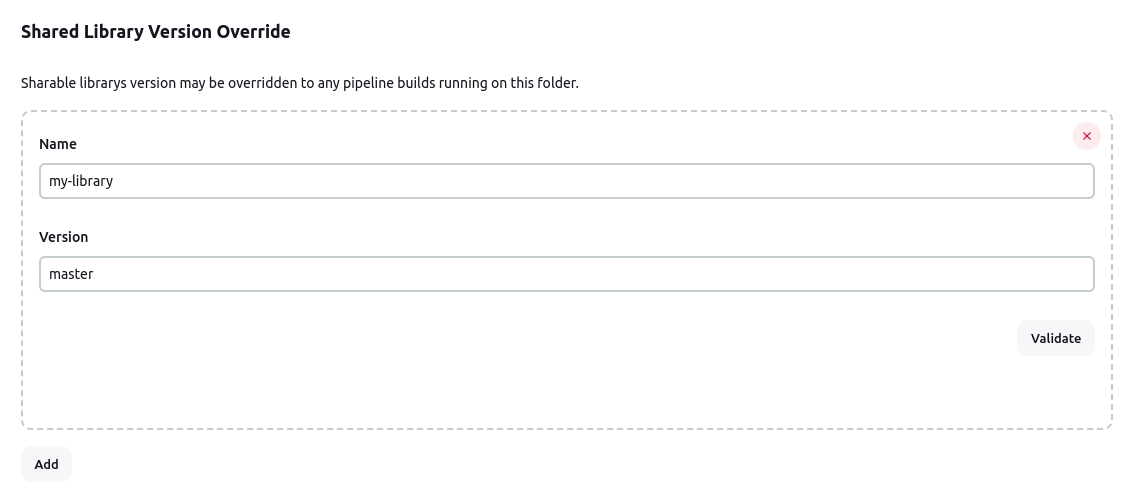 Shared Library Version Override
Sharable librarys version may be overridden to any pipeline builds running on this folder.
Name
my-library
Version
master
Validate
Add